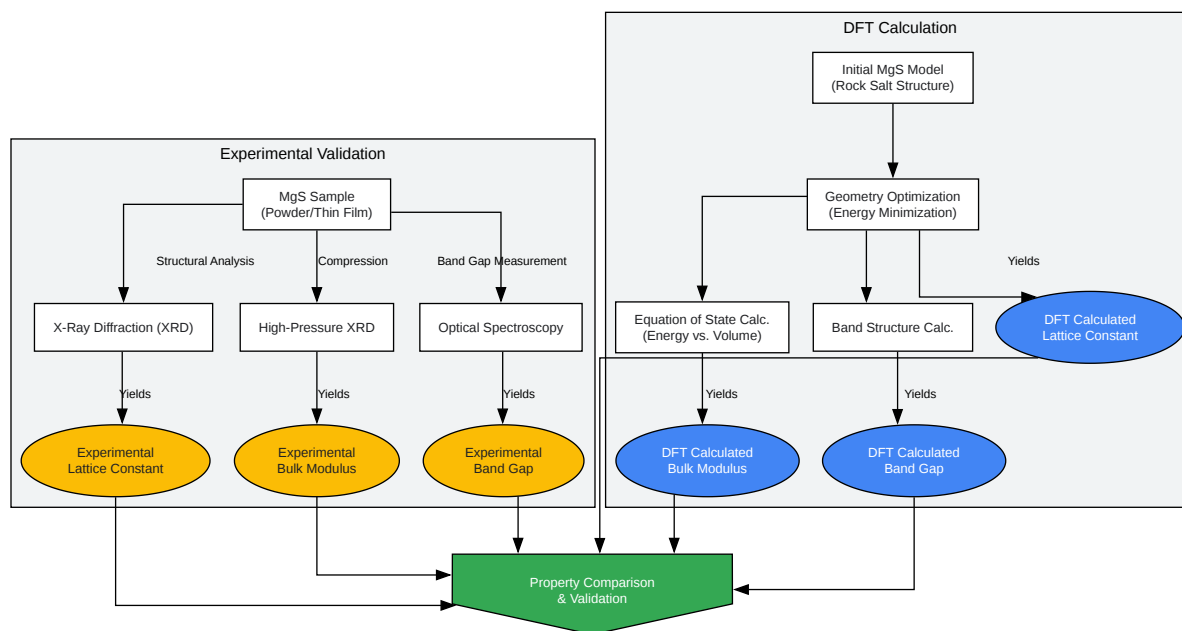 DFT Calculation
Initial MgS Model
(Rock Salt Structure)
Experimental Validation
MgS Sample
(Powder/Thin Film)
Geometry Optimization
(Energy Minimization)
Structural Analysis
Compression
Band Gap Measurement
Yields
X-Ray Diffraction (XRD)
High-Pressure XRD
Optical Spectroscopy
Equation of State Calc.
(Energy vs. Volume)
Band Structure Calc.
DFT Calculated
Lattice Constant
Yields
Yields
Yields
Yields
Yields
Experimental
Lattice Constant
Experimental
Bulk Modulus
Experimental
Band Gap
DFT Calculated
Bulk Modulus
DFT Calculated
Band Gap
Property Comparison
& Validation